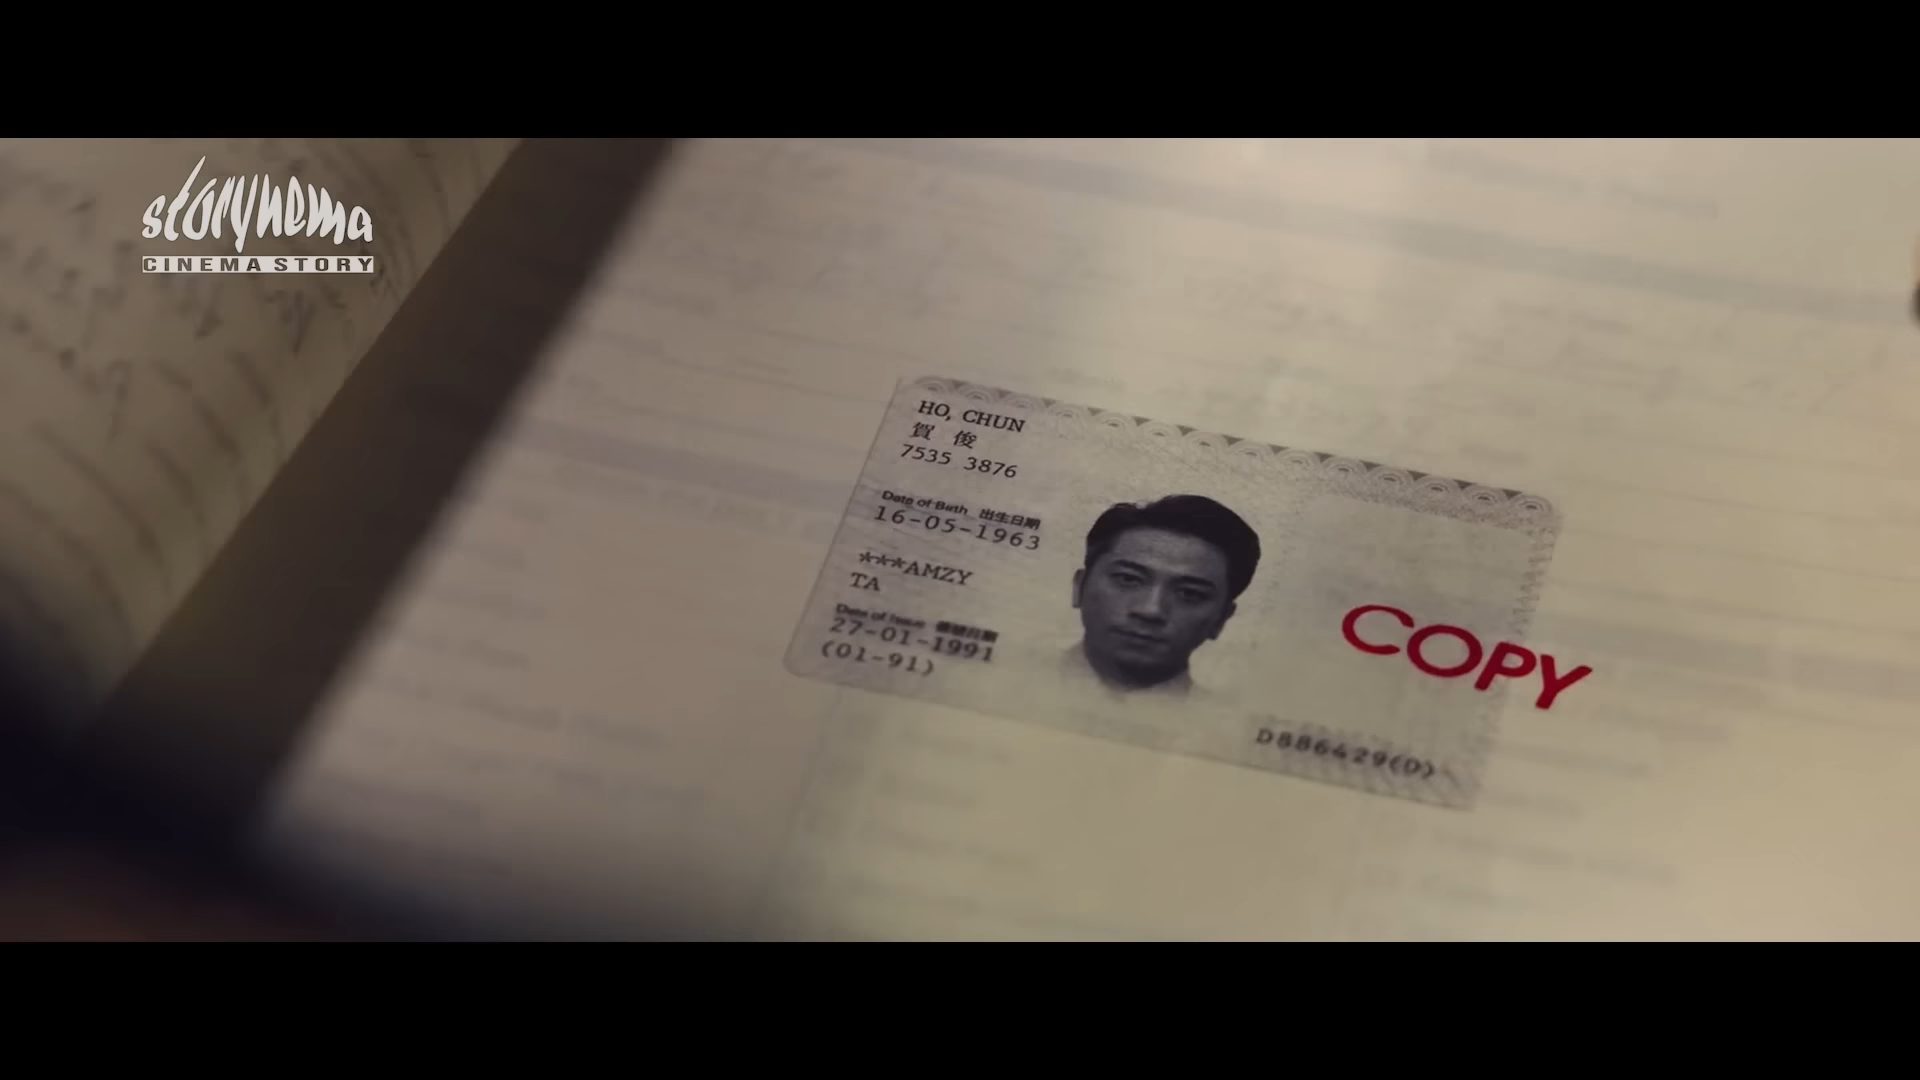 storynema
CINEMA STORY
HO, CHUN
賀 俊
7535 3876
Date of Birth 出生日期
16-05-1963
***AMZY
TA
Date of Issue 簽發日期
27-01-1991
(01-91)
COPY
D886429(D)